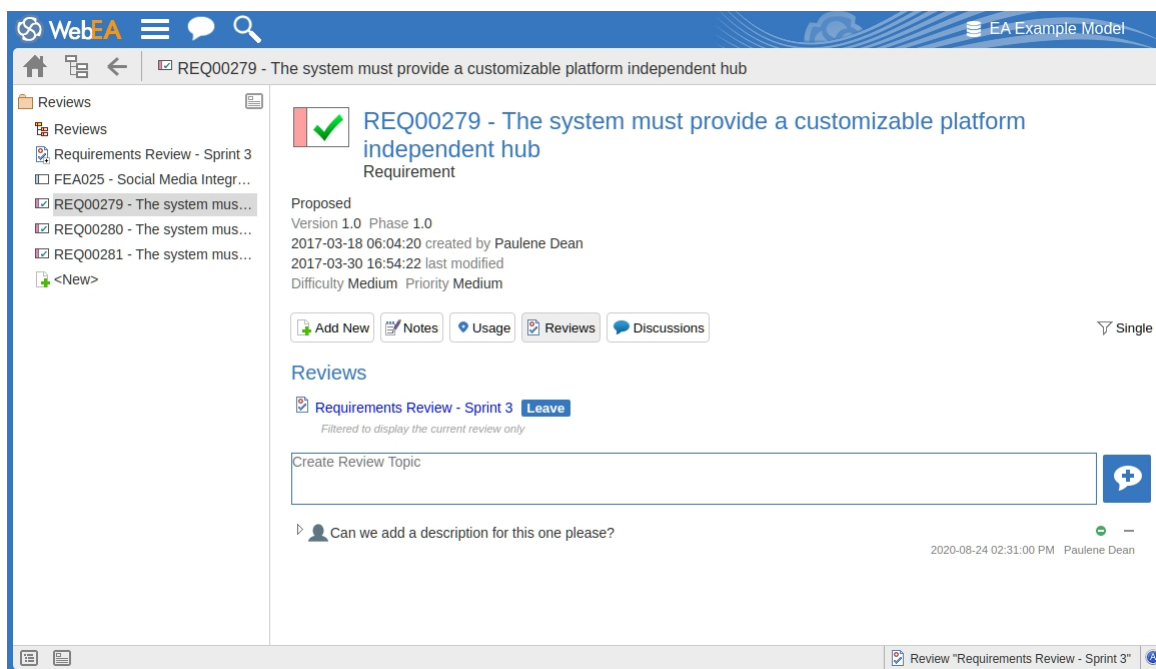 WebEA
EA Example Model
REQ00279 - The system must provide a customizable platform independent hub
Reviews
Reviews
Requirements Review - Sprint 3
FEA025 - Social Media Integr...
REQ00279 - The system mus...
REQ00280 - The system mus...
REQ00281 - The system mus...
<New>
REQ00279 - The system must provide a customizable platform
independent hub
Requirement
Proposed
Version 1.0 Phase 1.0
2017-03-18 06:04:20 created by Paulene Dean
2017-03-30 16:54:22 last modified
Difficulty Medium Priority Medium
Add New Notes Usage Reviews Discussions Single
Reviews
Requirements Review - Sprint 3 Leave
Filtered to display the current review only
Create Review Topic
Can we add a description for this one please?
2020-08-24 02:31:00 PM Paulene Dean
Review "Requirements Review - Sprint 3"